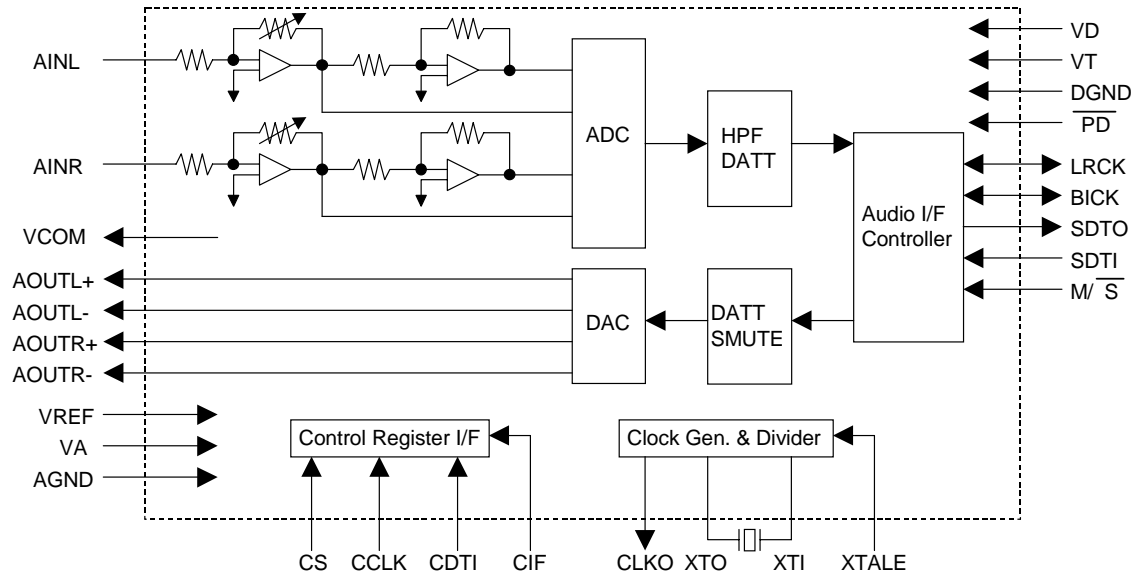 AINL
AINR
VCOM
AOUTL+
AOUTL-
AOUTR+
AOUTR-
VREF
VA
AGND
ADC
HPF
DATT
Audio I/F
Controller
DAC
DATT
SMUTE
Control Register I/F
Clock Gen. & Divider
VD
VT
DGND
PD
LRCK
BICK
SDTO
SDTI
M/ S
CS
CCLK
CDTI
CIF
CLKO
XTO
XTI
XTALE